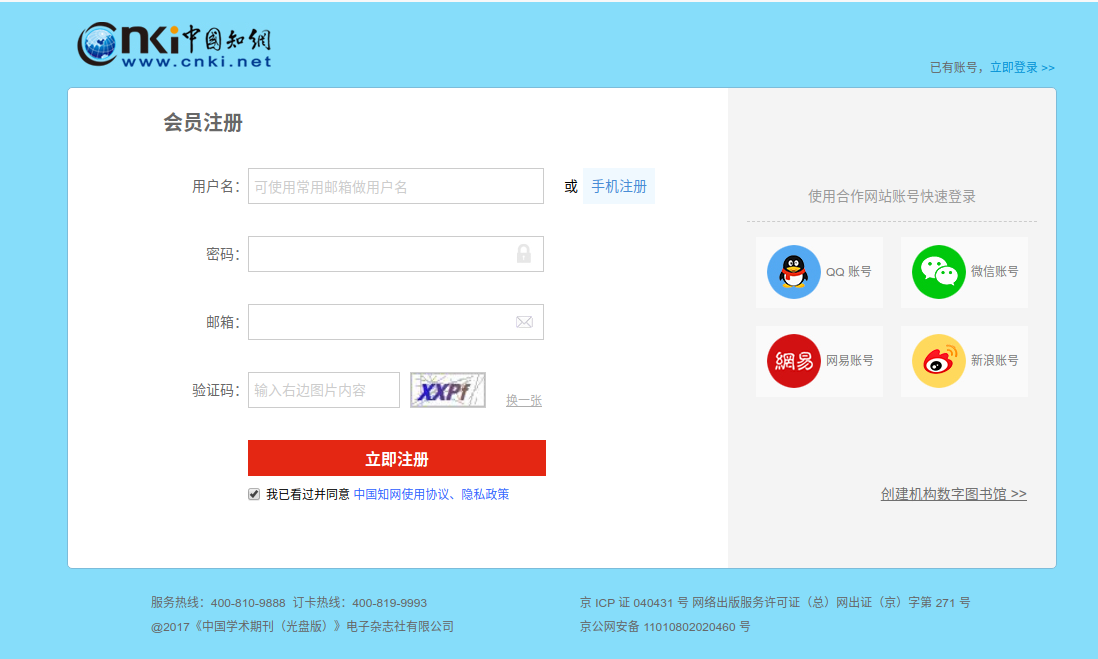 Cnki中國知網
www.cnki.net
已有账号，立即登录 >>
会员注册
用户名：
可使用常用邮箱做用户名
或 手机注册
密码：
邮箱：
验证码：
输入右边图片内容
XXPf
换一张
立即注册
我已看过并同意 中国知网使用协议、隐私政策
使用合作网站账号快速登录
QQ 账号
微信账号
網易 网易账号
新浪账号
创建机构数字图书馆 >>
服务热线：400-810-9888 订卡热线：400-819-9993
@2017《中国学术期刊（光盘版）》电子杂志社有限公司
京 ICP 证 040431 号 网络出版服务许可证（总）网出证（京）字第 271 号
京公网安备 11010802020460 号